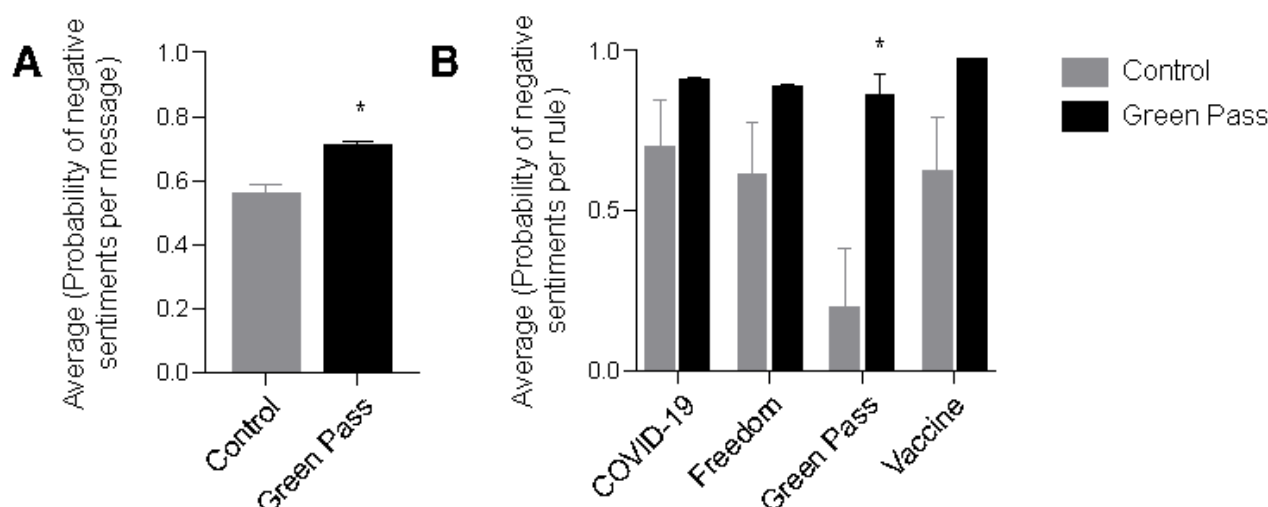 A
Average (Probability of negative
sentiments per message)
1.0
0.8
0.6
0.4
0.2
0.0
*
Control
Green Pass
B
Average (Probability of negative
sentiments per rule)
1.0
0.5
0.0
*
COVID-19
Freedom
Green Pass
Vaccine
Control
Green Pass